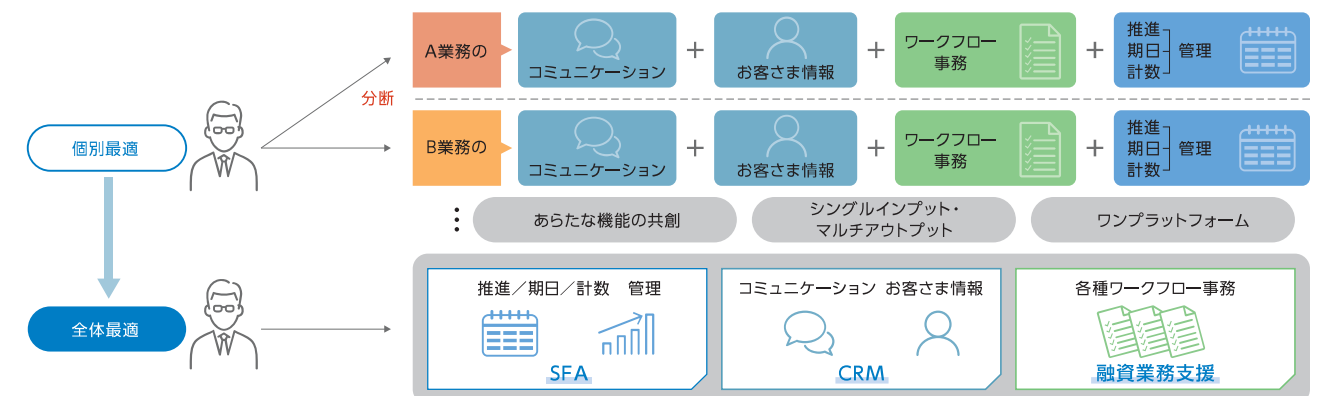 A業務の
コミュニケーション
+
お客さま情報
+
ワークフロー
事務
+
推進
期日
計数
管理
分断
個別最適
B業務の
コミュニケーション
+
お客さま情報
+
ワークフロー
事務
+
推進
期日
計数
管理
あらたな機能の共創
シングルインプット・
マルチアウトプット
ワンプラットフォーム
全体最適
推進／期日／計数　管理
SFA
コミュニケーション お客さま情報
CRM
各種ワークフロー事務
融資業務支援